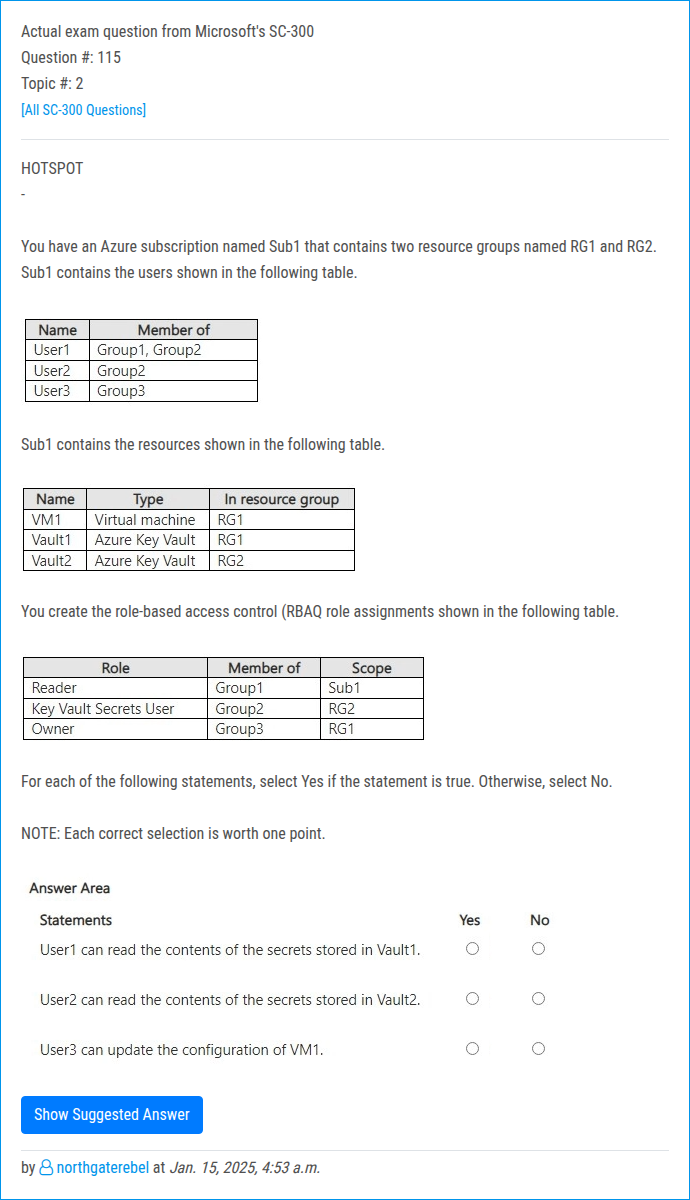 Actual exam question from Microsoft's SC-300
Question #: 115
Topic #: 2
[All SC-300 Questions]
HOTSPOT
-
You have an Azure subscription named Sub1 that contains two resource groups named RG1 and RG2.
Sub1 contains the users shown in the following table.
Name Member of
User1 Group1, Group2
User2 Group2
User3 Group3
Sub1 contains the resources shown in the following table.
Name Type In resource group
VM1 Virtual machine RG1
Vault1 Azure Key Vault RG1
Vault2 Azure Key Vault RG2
You create the role-based access control (RBAQ role assignments shown in the following table.
Role Member of Scope
Reader Group1 Sub1
Key Vault Secrets User Group2 RG2
Owner Group3 RG1
For each of the following statements, select Yes if the statement is true. Otherwise, select No.
NOTE: Each correct selection is worth one point.
Answer Area
Statements Yes No
User1 can read the contents of the secrets stored in Vault1.
User2 can read the contents of the secrets stored in Vault2.
User3 can update the configuration of VM1.
Show Suggested Answer
by northgaterebel at Jan. 15, 2025, 4:53 a.m.